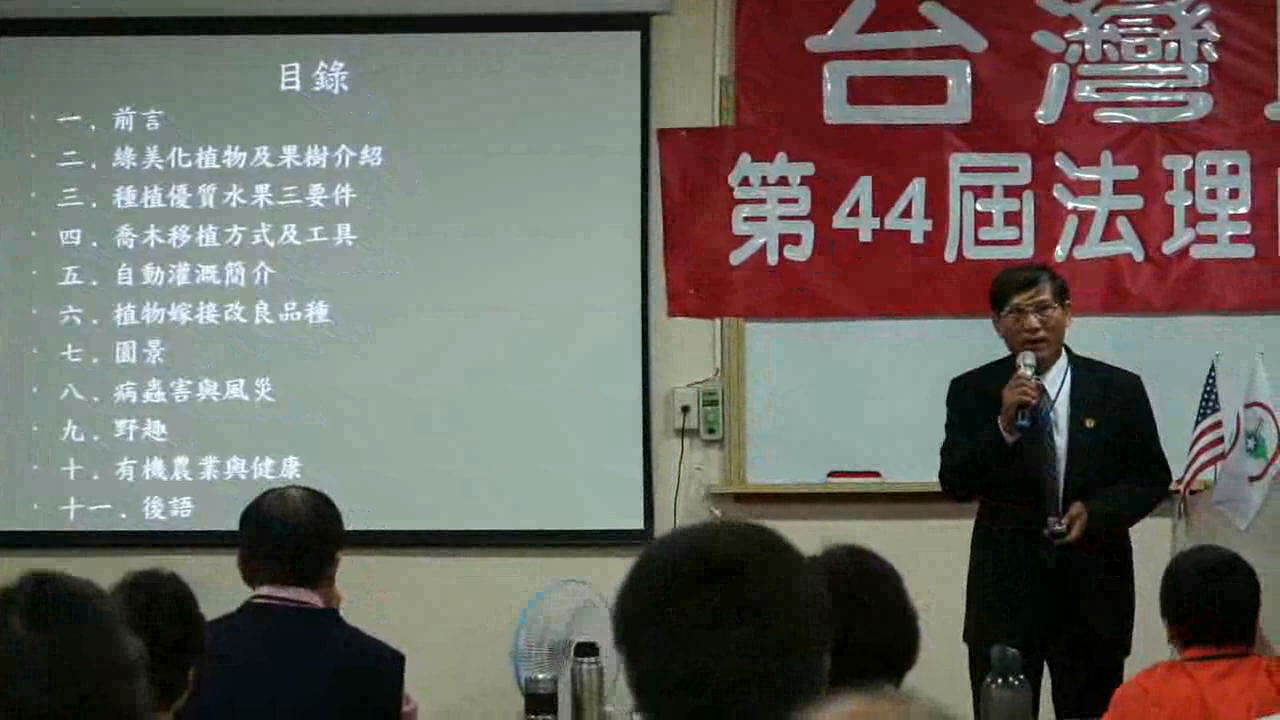 目錄
一．前言
二．綠美化植物及果樹介紹
三．種植優質水果三要件
四．喬木移植方式及工具
五．自動灌溉簡介
六．植物嫁接改良品種
七．園景
八．病蟲害與風災
九．野趣
十．有機農業與健康
十一．後語
台灣
第44屆法理